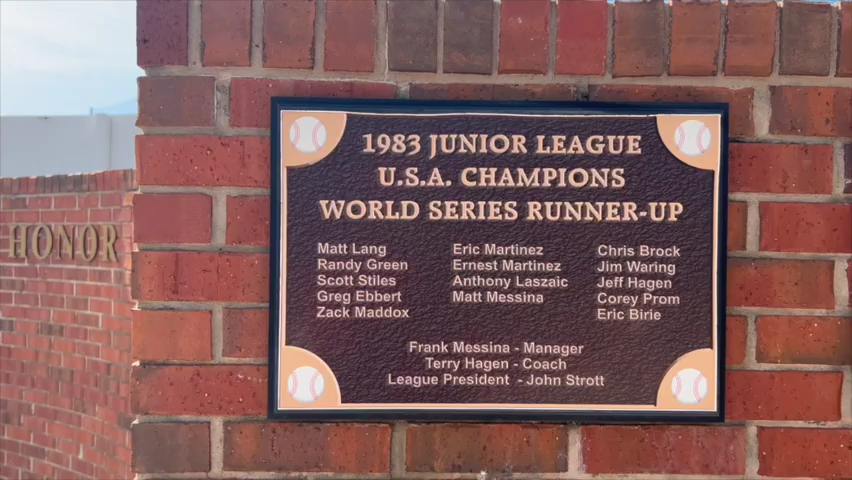 HONOR
1983 JUNIOR LEAGUE
U.S.A. CHAMPIONS
WORLD SERIES RUNNER-UP
Matt Lang
Randy Green
Scott Stiles
Greg Ebbert
Zack Maddox
Eric Martinez
Ernest Martinez
Anthony Laszaic
Matt Messina
Chris Brock
Jim Waring
Jeff Hagen
Corey Prom
Eric Birie
Frank Messina - Manager
Terry Hagen - Coach
League President - John Strott